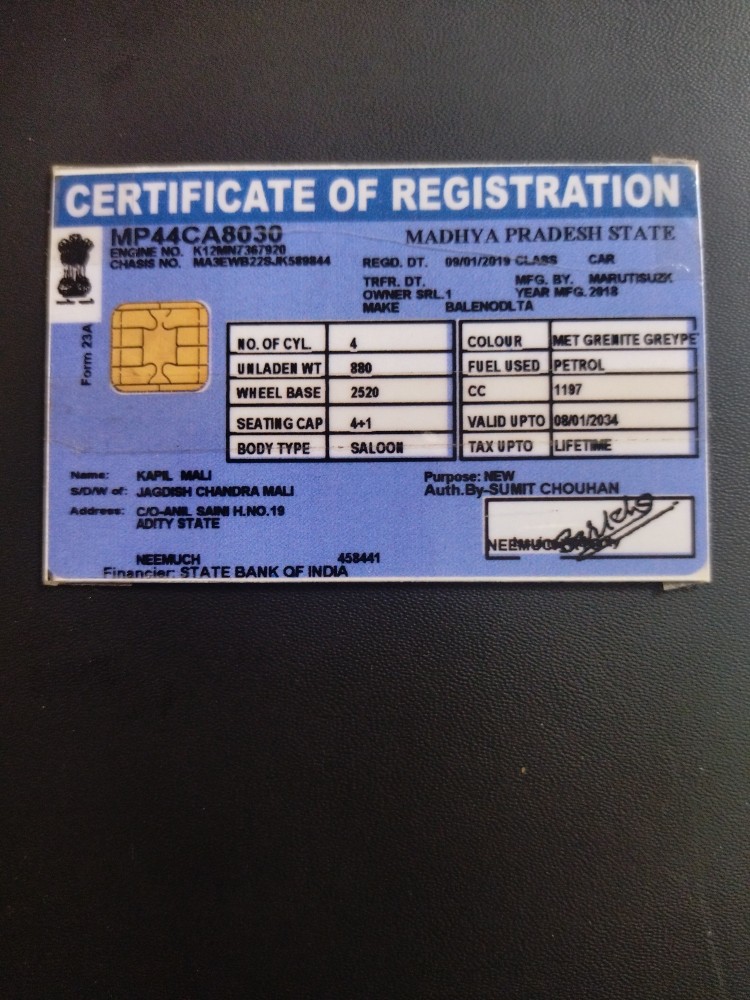 CERTIFICATE OF REGISTRATION
MP44CA8030
MADHYA PRADESH STATE
ENGINE NO. K12MN7367920
CHASIS NO. MA3EWB22SJK589844
REGD. DT. 09/01/2019 CLASS CAR
TRFR. DT. MFG. BY. MARUTISUZK
OWNER SRL.1 YEAR MFG.2018
MAKE BALENODLTA
Form 23A
NO. OF CYL. 4
UNLADEN WT 880
WHEEL BASE 2520
SEATING CAP 4+1
BODY TYPE SALOON
COLOUR MET GRENITE GREYPE
FUEL USED PETROL
CC 1197
VALID UPTO 08/01/2034
TAX UPTO LIFETIME
Name: KAPIL MALI
S/D/W of: JAGDISH CHANDRA MALI
Address: C/O-ANIL SAINI H.NO.19
ADITY STATE
NEEMUCH 458441
Financier: STATE BANK OF INDIA
Purpose: NEW
Auth.By-SUMIT CHOUHAN
NEEMUCH